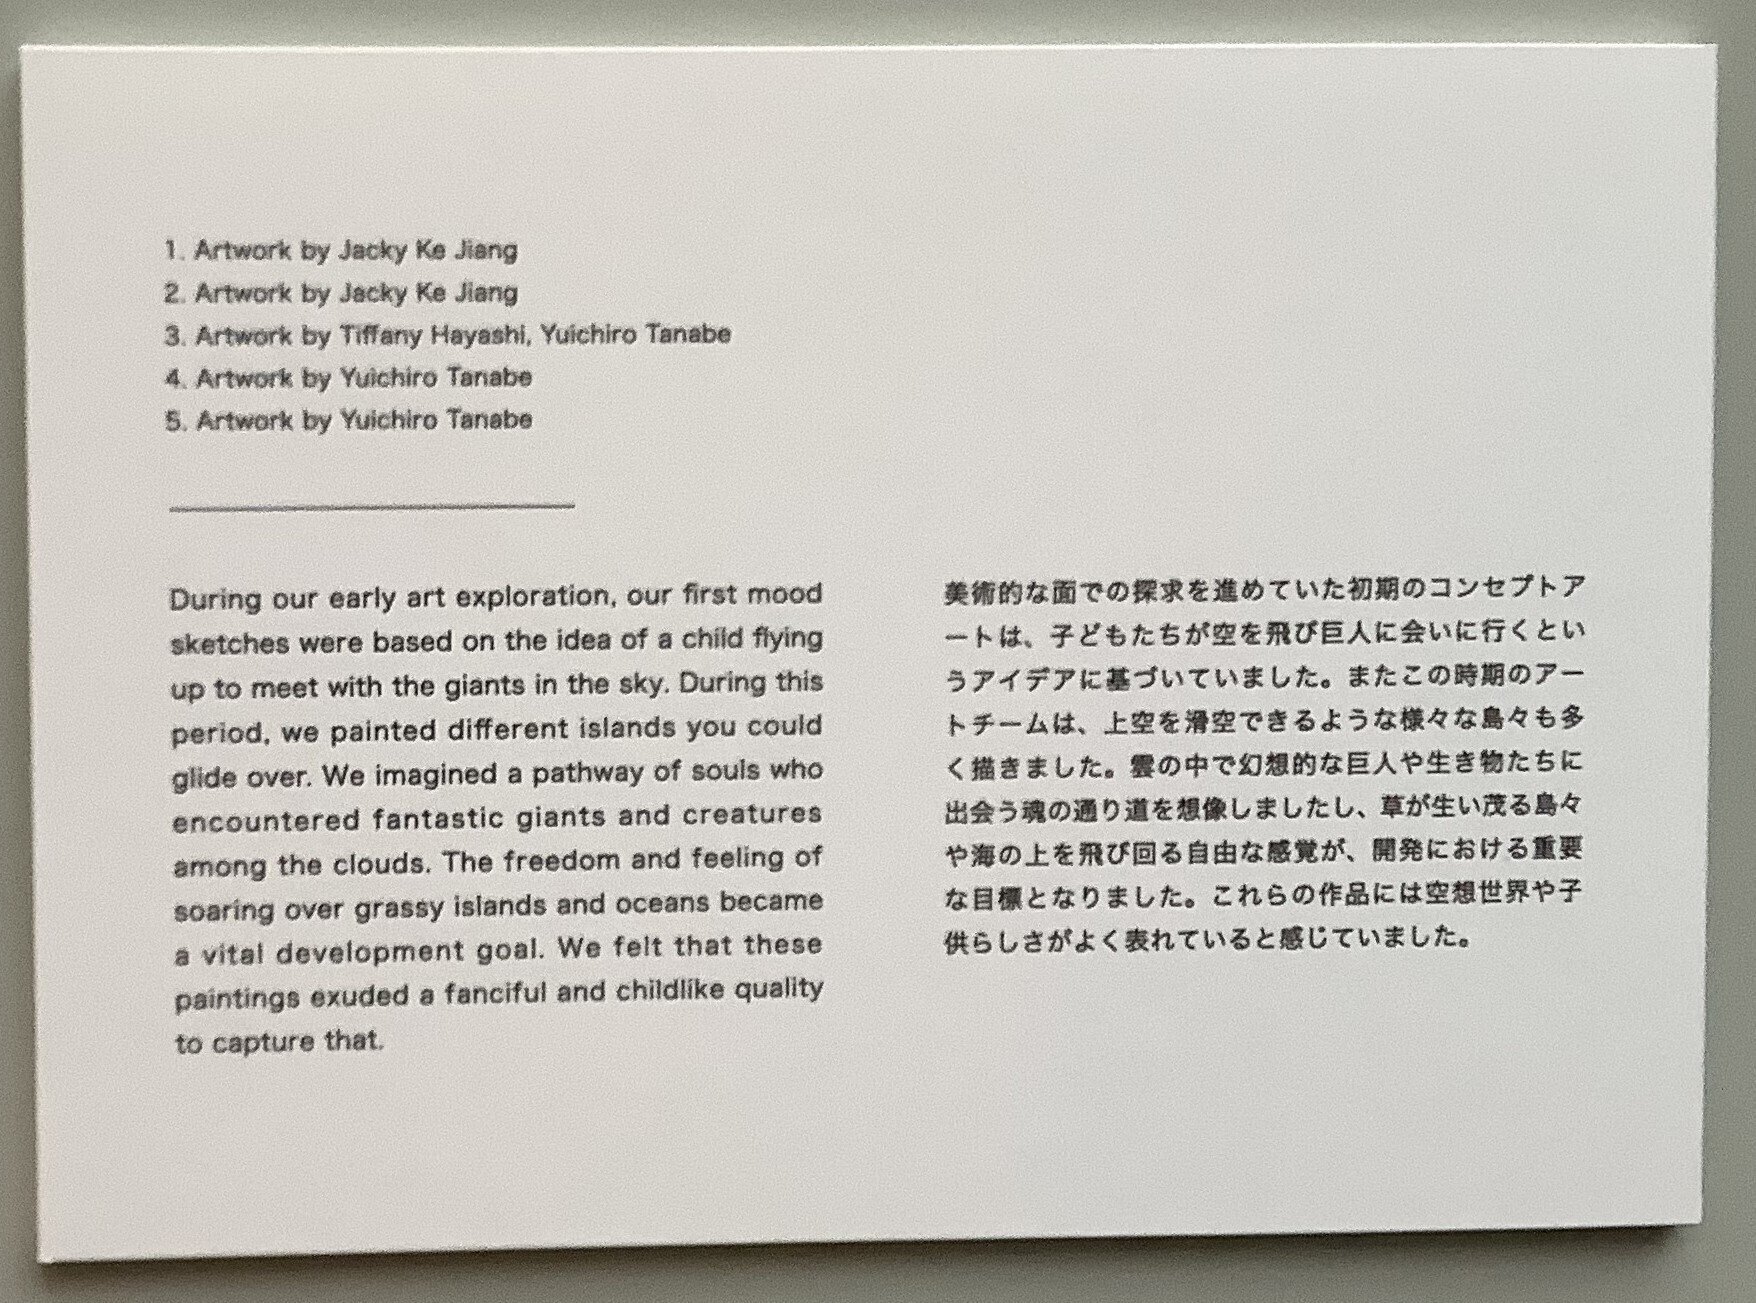 1. Artwork by Jacky Ke Jiang
2. Artwork by Jacky Ke Jiang
3. Artwork by Tiffany Hayashi, Yuichiro Tanabe
4. Artwork by Yuichiro Tanabe
5. Artwork by Yuichiro Tanabe
During our early art exploration, our first mood
sketches were based on the idea of a child flying
up to meet with the giants in the sky. During this
period, we painted different islands you could
glide over. We imagined a pathway of souls who
encountered fantastic giants and creatures
among the clouds. The freedom and feeling of
soaring over grassy islands and oceans became
a vital development goal. We felt that these
paintings exuded a fanciful and childlike quality
to capture that.
美術的な面での探求を進めていた初期のコンセプトア
ートは、子どもたちが空を飛び巨人に会いに行くとい
うアイデアに基づいていました。またこの時期のアー
トチームは、上空を滑空できるような様々な島々も多
く描きました。雲の中で幻想的な巨人や生き物たちに
出会う魂の通り道を想像しましたし、草が生い茂る島々
や海の上を飛び回る自由な感覚が、開発における重要
な目標となりました。これらの作品には空想世界や子
供らしさがよく表れていると感じていました。